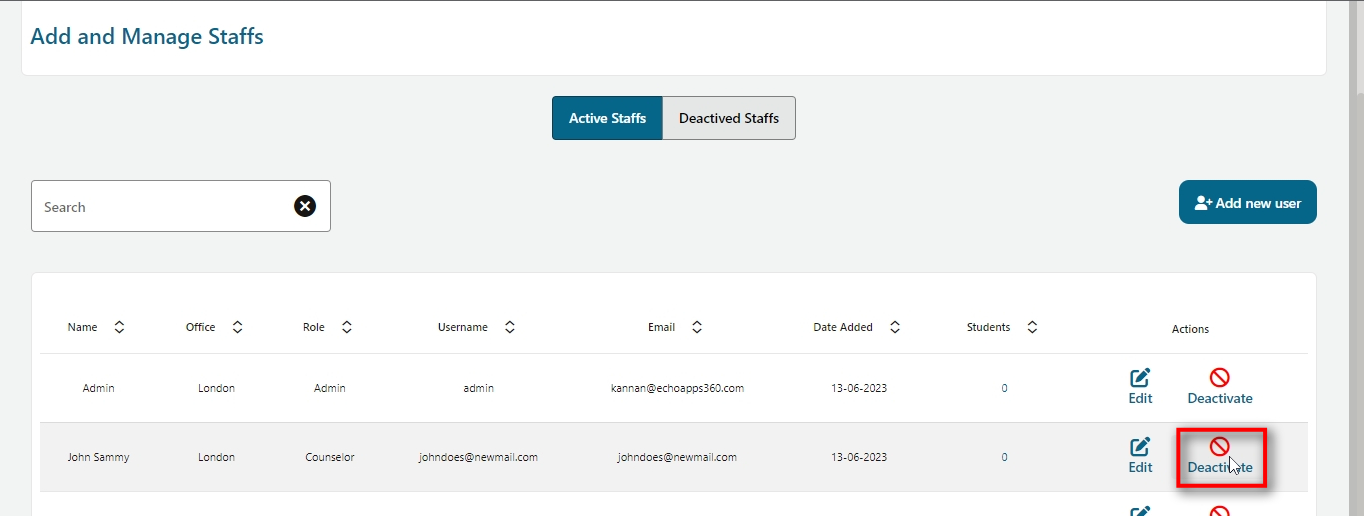 Add and Manage Staffs
Active Staffs Deactived Staffs
Search
Add new user
Name Office Role Username Email Date Added Students Actions
Admin London Admin admin kannan@echoapps360.com 13-06-2023 0 Edit Deactivate
John Sammy London Counselor johndoes@newmail.com johndoes@newmail.com 13-06-2023 0 Edit Deactivate